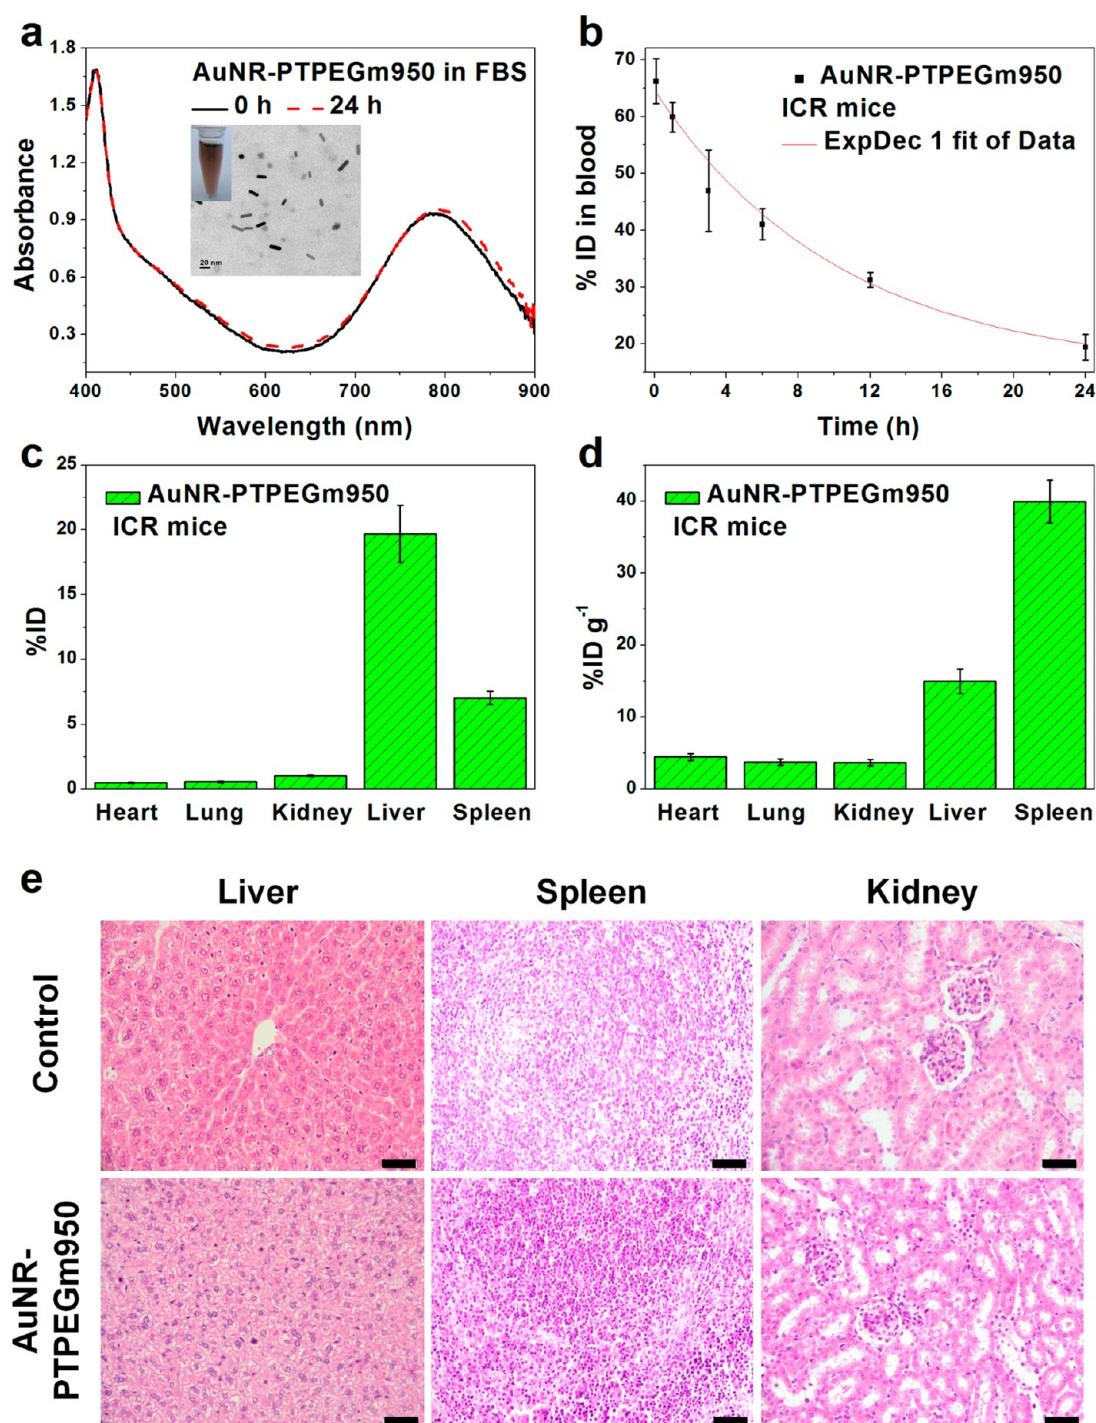 a
1.8
1.5
1.2
0.9
0.6
0.3
Absorbance
AuNR-PTPEGm950 in FBS
0 h 24 h
20 nm
400 500 600 700 800 900
Wavelength (nm)
b
70
60
50
40
30
20
% ID in blood
AuNR-PTPEGm950
ICR mice
ExpDec 1 fit of Data
0 4 8 12 16 20 24
Time (h)
c
25
20
15
10
5
0
%ID
AuNR-PTPEGm950
ICR mice
Heart Lung Kidney Liver Spleen
d
40
30
20
10
0
%ID g-1
AuNR-PTPEGm950
ICR mice
Heart Lung Kidney Liver Spleen
e
Liver Spleen Kidney
Control
AuNR-
PTPEGm950